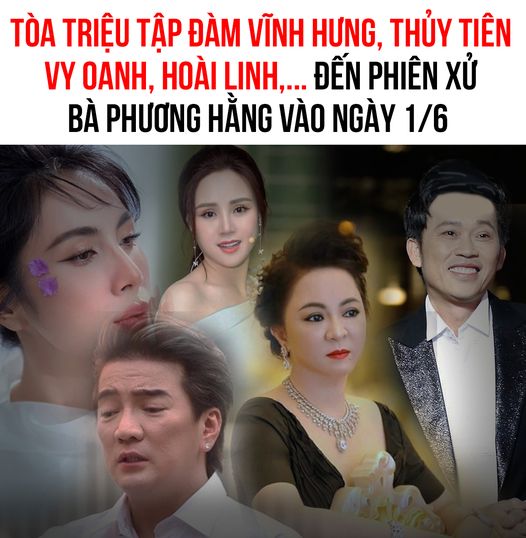 TÒA TRIỆU TẬP ĐÀM VĨNH HƯNG, THỦY TIÊN
VY OANH, HOÀI LINH,... ĐẾN PHIÊN XỬ
BÀ PHƯƠNG HẰNG VÀO NGÀY 1/6